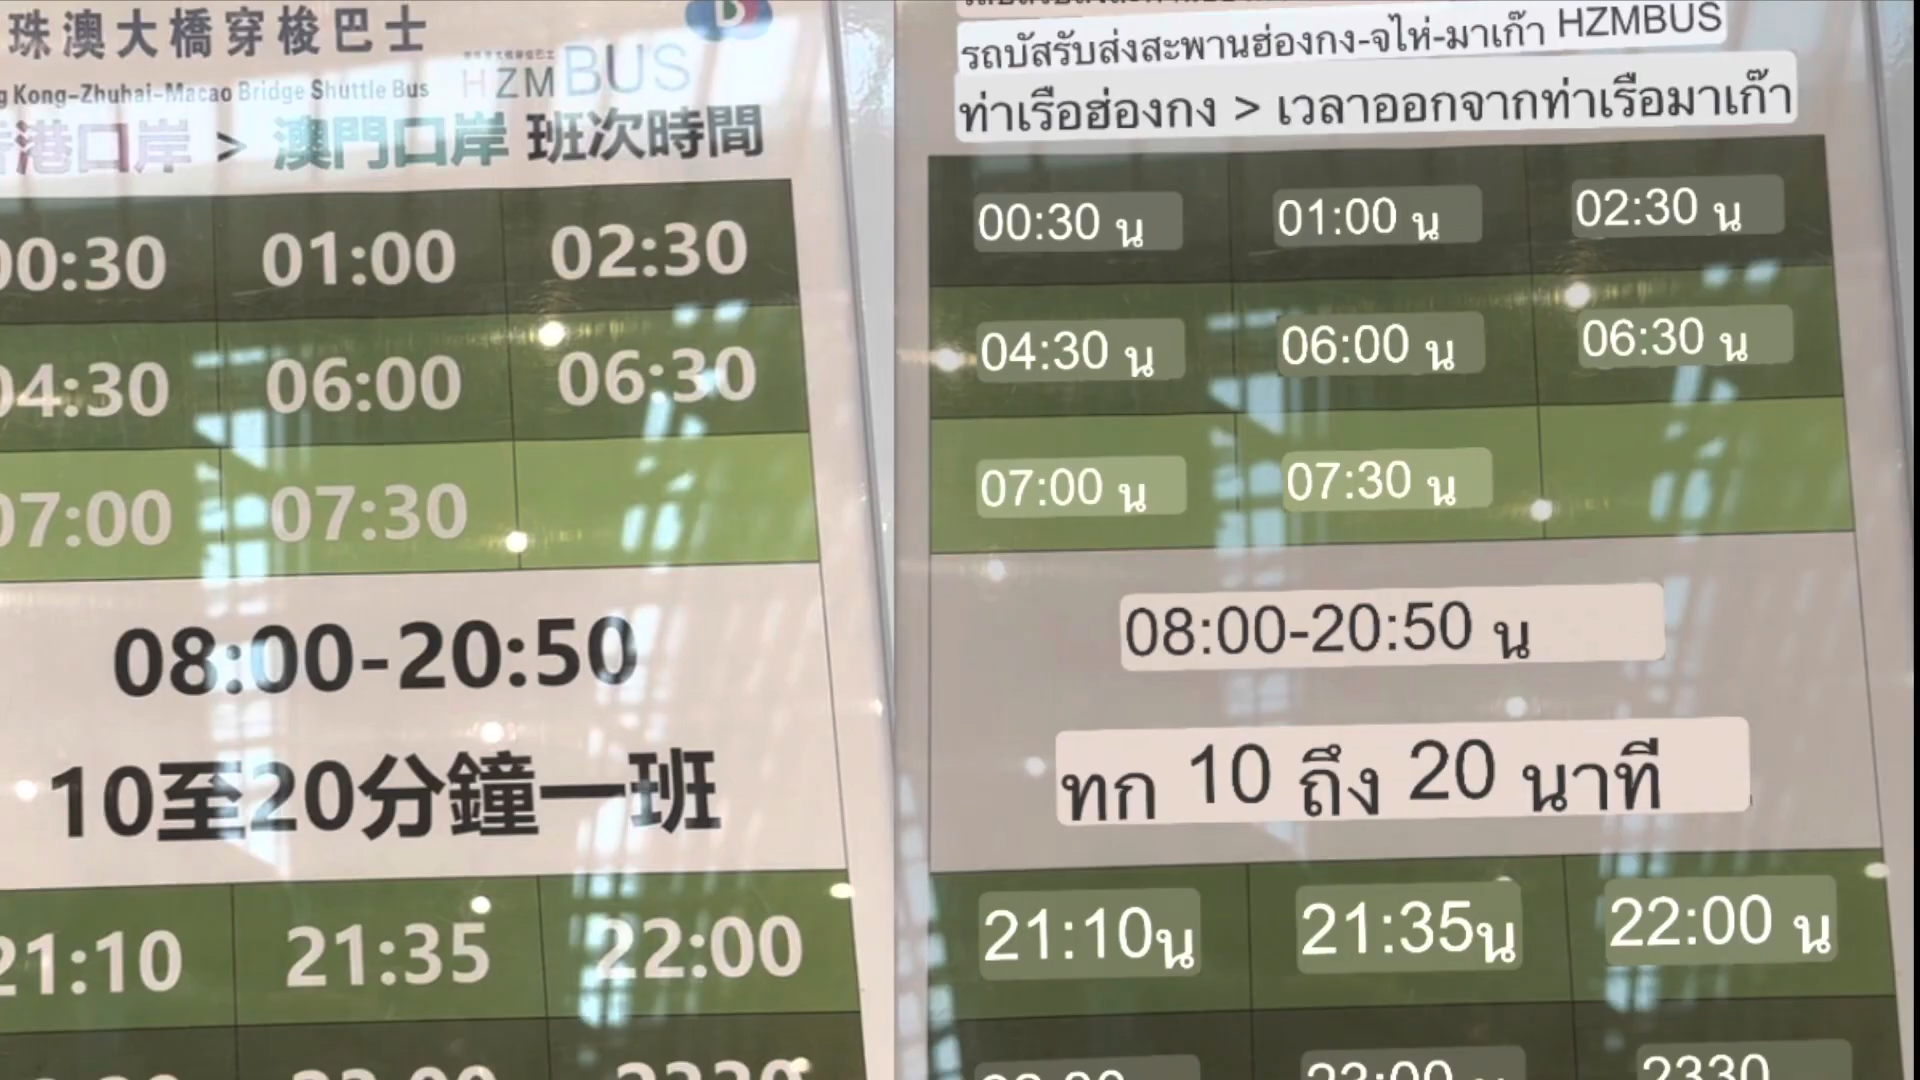 珠澳大橋穿梭巴士
Kong-Zhuhai-Macao Bridge Shuttle Bus
HZMBUS
港口岸 > 澳門口岸 班次時間
00:30 01:00 02:30
04:30 06:00 06:30
07:00 07:30
08:00-20:50
10至20分鐘一班
21:10 21:35 22:00
รถบัสรับส่งสะพานฮ่องกง-จูไห่-มาเก๊า HZMBUS
ท่าเรือฮ่องกง > เวลาออกจากท่าเรือมาเก๊า
00:30 น 01:00 น 02:30 น
04:30 น 06:00 น 06:30 น
07:00 น 07:30 น
08:00-20:50 น
ทุก 10 ถึง 20 นาที
21:10น 21:35น 22:00 น
23:00 2330